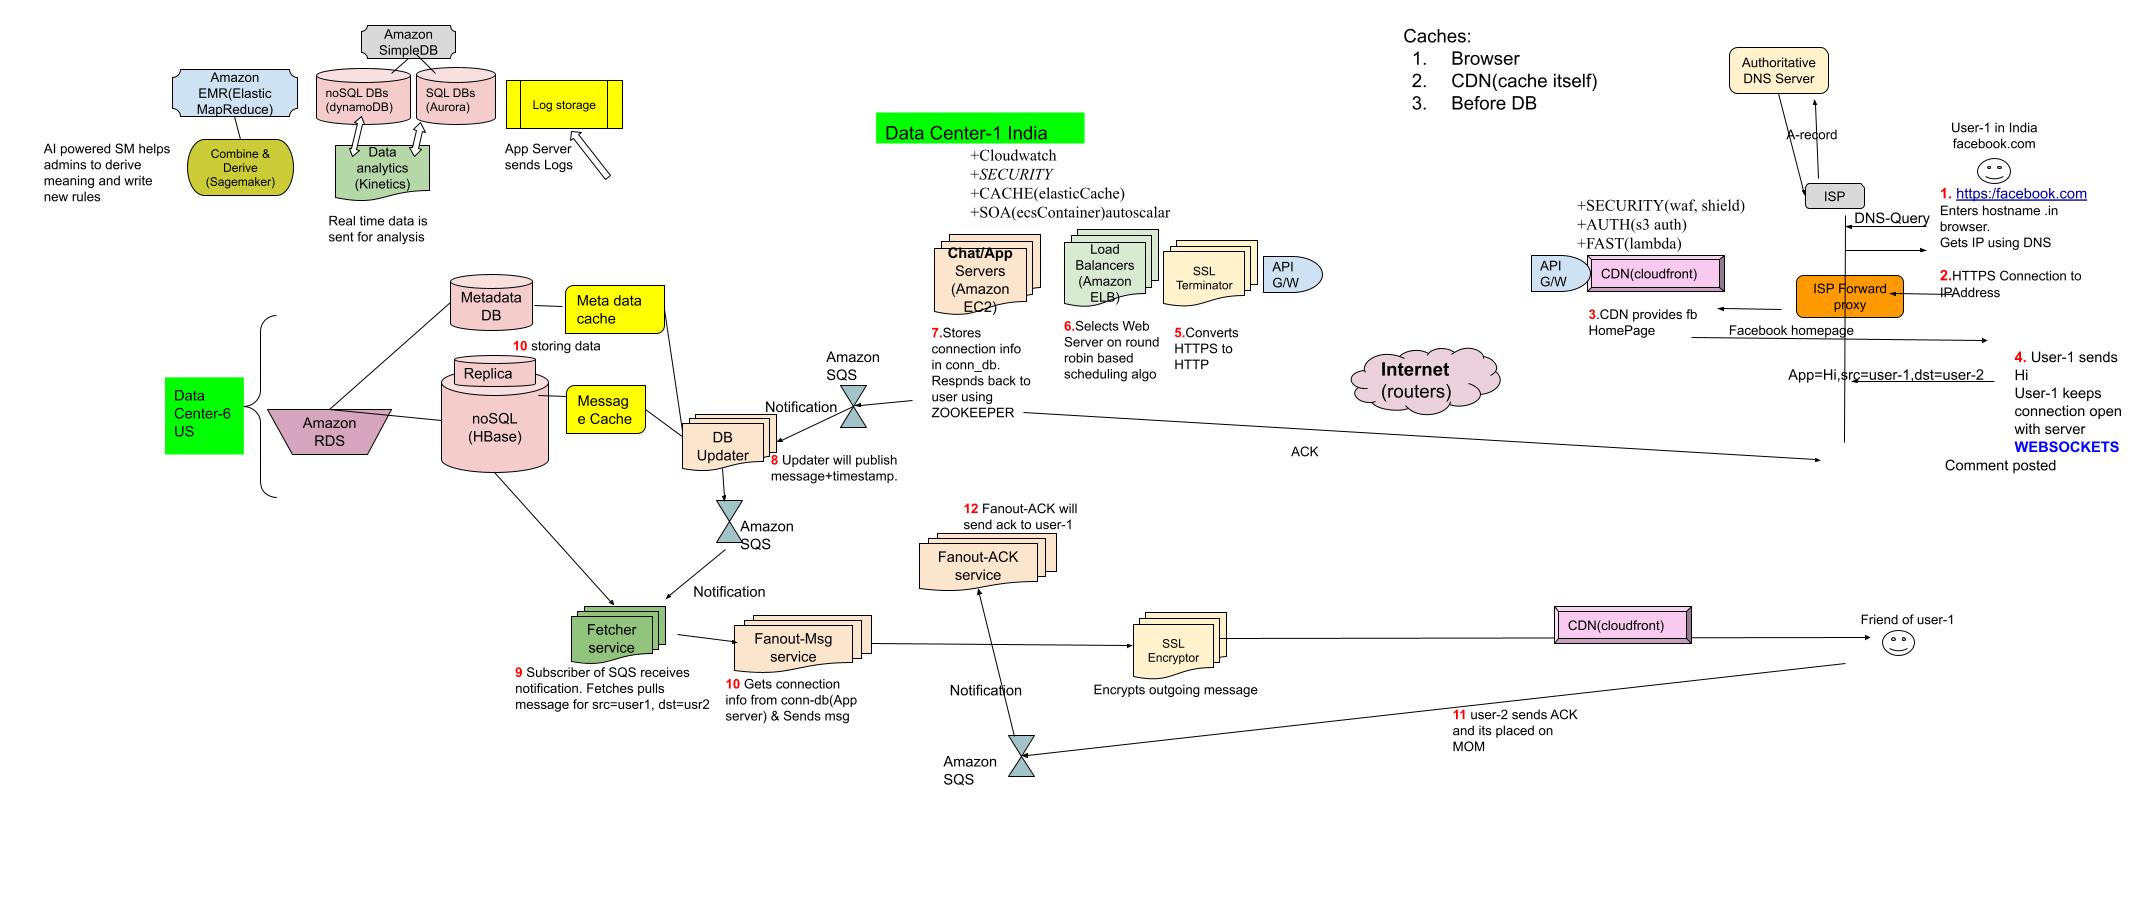 Amazon
SimpleDB
Amazon
EMR(Elastic
MapReduce)
noSQL DBs
(dynamoDB)
SQL DBs
(Aurora)
Log storage
AI powered SM helps
admins to derive
meaning and write
new rules
Combine &
Derive
(Sagemaker)
Data
analytics
(Kinetics)
App Server
sends Logs
Real time data is
sent for analysis
Caches:
1. Browser
2. CDN(cache itself)
3. Before DB
Authoritative
DNS Server
A-record
ISP
DNS-Query
User-1 in India
facebook.com
1. https:/facebook.com
Enters hostname .in
browser.
Gets IP using DNS
2.HTTPS Connection to
IPAddress
ISP Forward
proxy
Data Center-1 India
+Cloudwatch
+SECURITY
+CACHE(elasticCache)
+SOA(ecsContainer)autoscalar
Chat/App
Servers
(Amazon
EC2)
Load
Balancers
(Amazon
ELB)
SSL
Terminator
API
G/W
+SECURITY(waf, shield)
+AUTH(s3 auth)
+FAST(lambda)
API
G/W
CDN(cloudfront)
3.CDN provides fb
HomePage
Facebook homepage
7.Stores
connection info
in conn_db.
Respnds back to
user using
ZOOKEEPER
6.Selects Web
Server on round
robin based
scheduling algo
5.Converts
HTTPS to
HTTP
Internet
(routers)
App=Hi,src=user-1,dst=user-2
4. User-1 sends
Hi
User-1 keeps
connection open
with server
WEBSOCKETS
Comment posted
ACK
Metadata
DB
Meta data
cache
10 storing data
Replica
noSQL
(HBase)
Messag
e Cache
Data
Center-6
US
Amazon
RDS
Amazon
SQS
Notification
DB
Updater
8 Updater will publish
message+timestamp.
Amazon
SQS
Notification
12 Fanout-ACK will
send ack to user-1
Fanout-ACK
service
Fetcher
service
9 Subscriber of SQS receives
notification. Fetches pulls
message for src=user1, dst=usr2
Fanout-Msg
service
10 Gets connection
info from conn-db(App
server) & Sends msg
SSL
Encryptor
Encrypts outgoing message
CDN(cloudfront)
Friend of user-1
Notification
11 user-2 sends ACK
and its placed on
MOM
Amazon
SQS